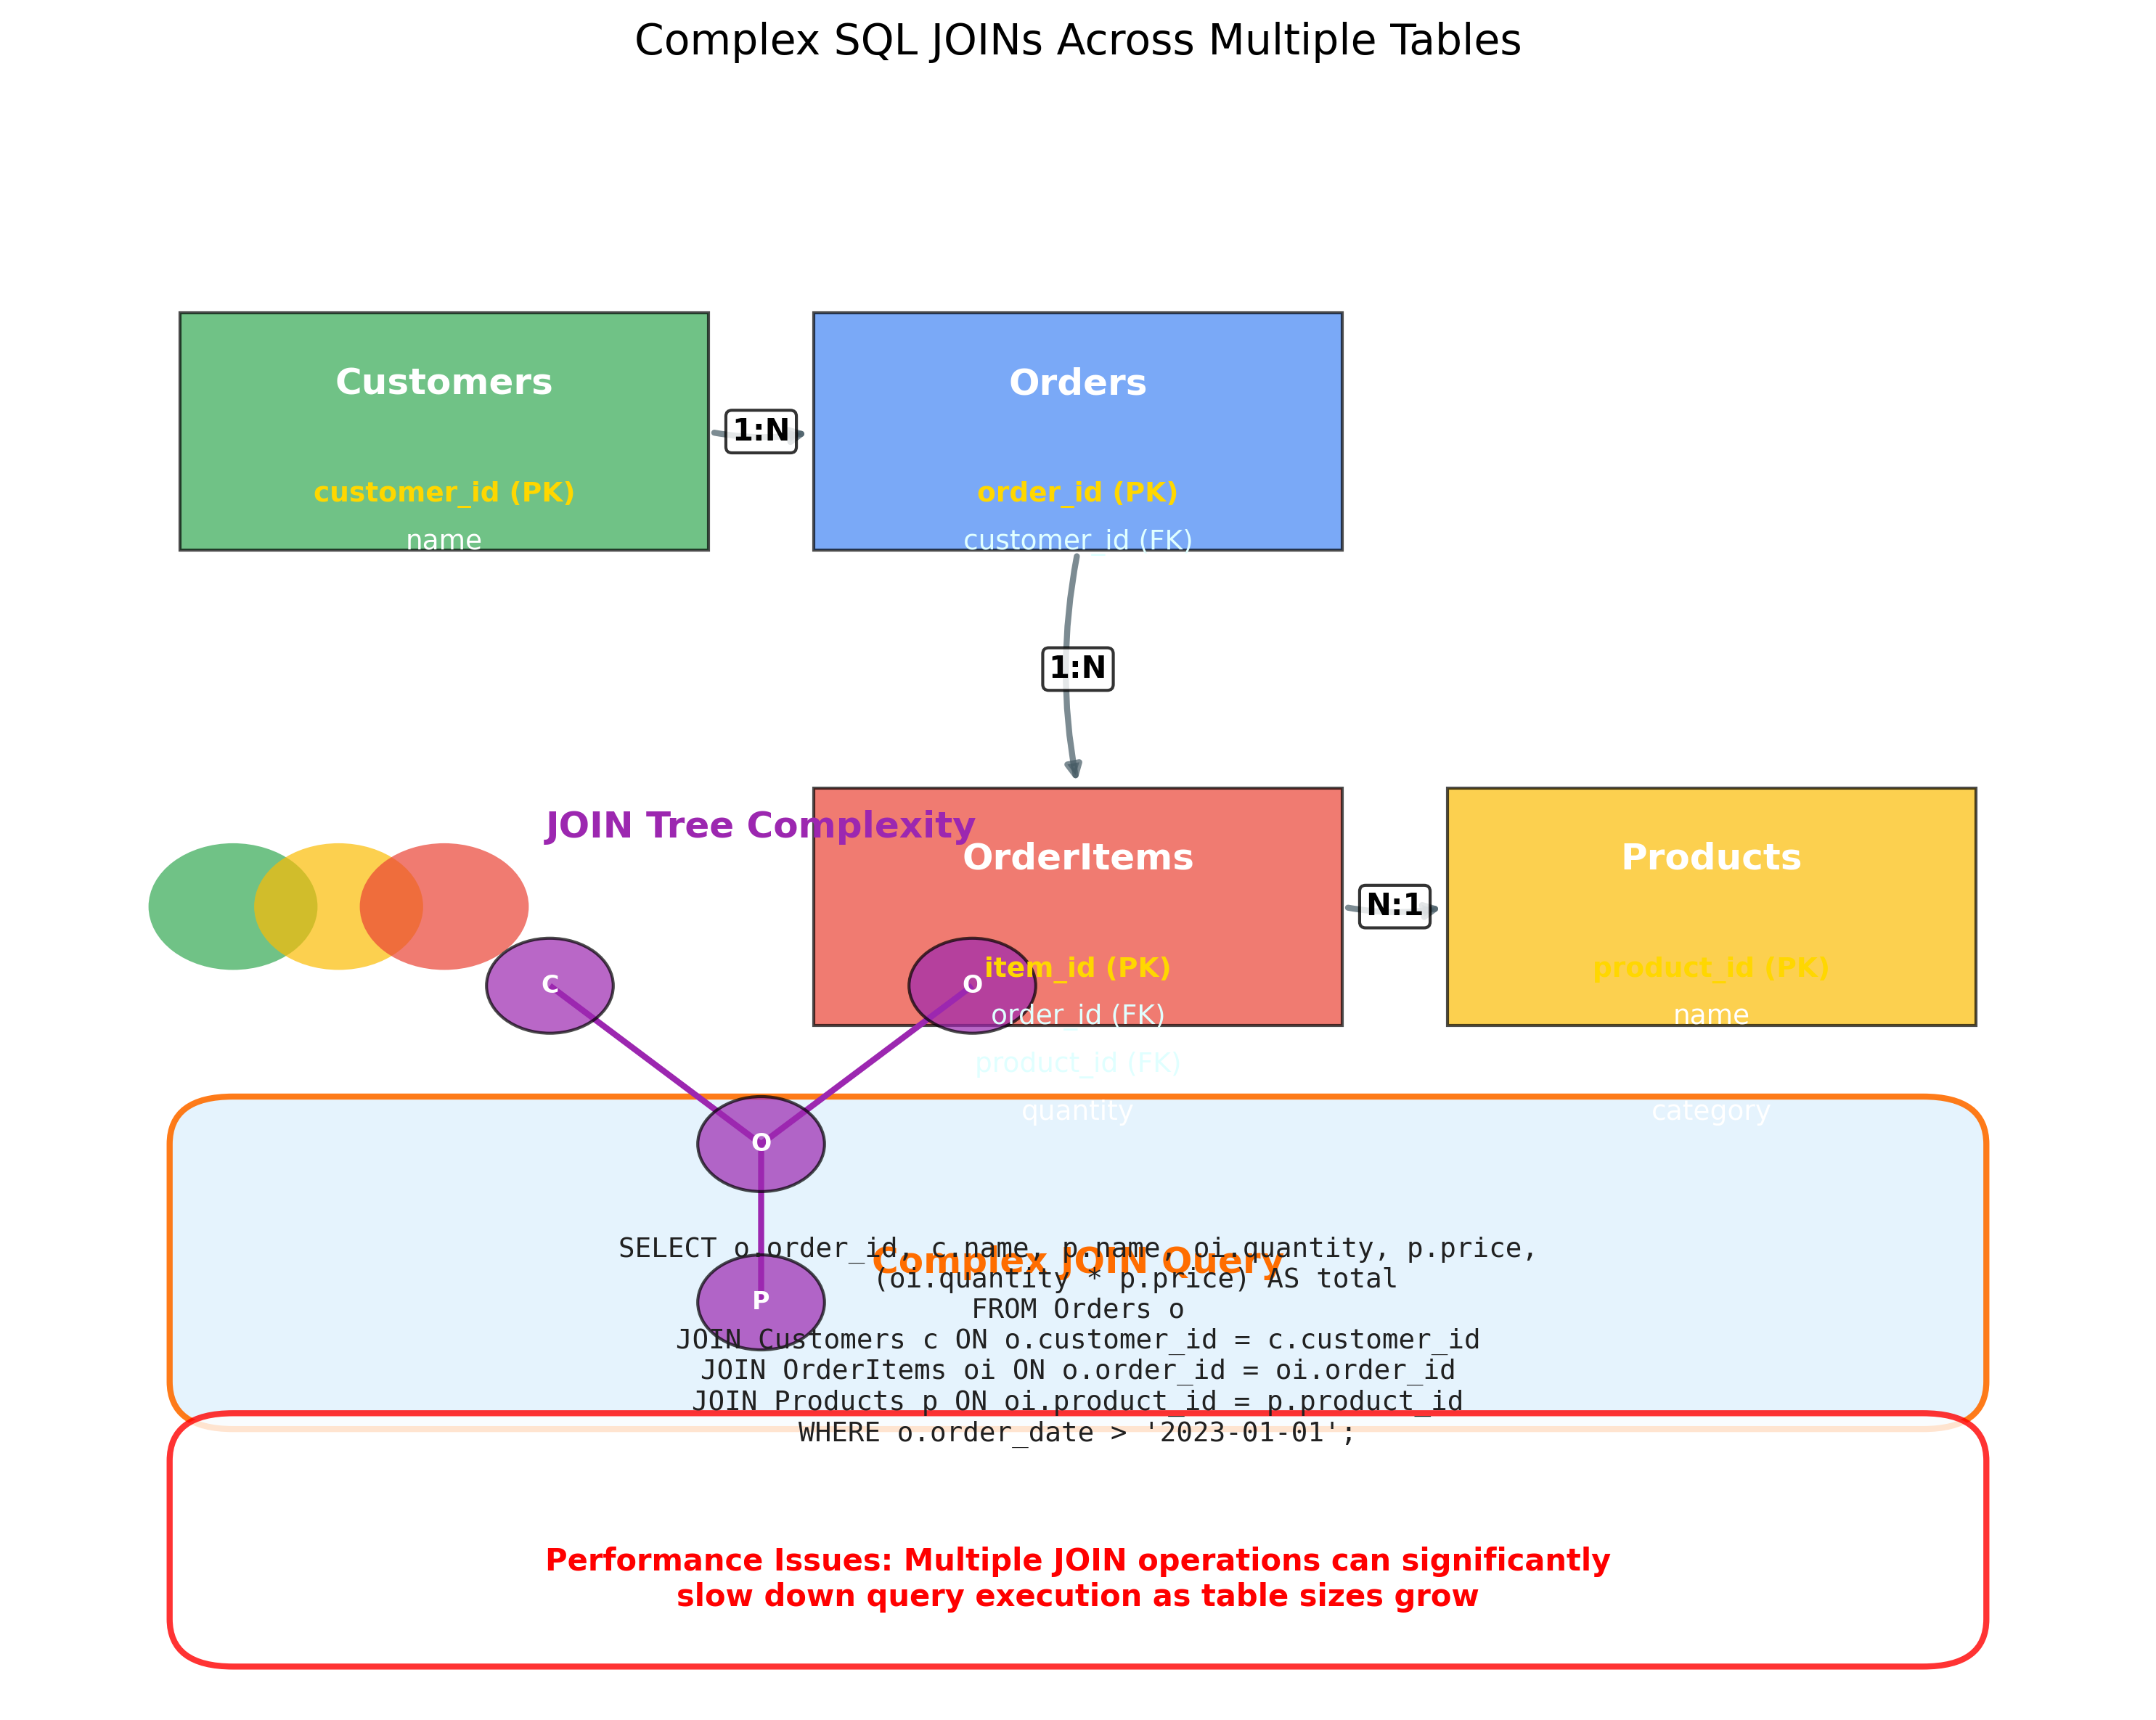 Complex SQL JOINs Across Multiple Tables
Customers
customer_id (PK)
name
1:N
Orders
order_id (PK)
customer_id (FK)
1:N
JOIN Tree Complexity
OrderItems
item_id (PK)
order_id (FK)
product_id (FK)
quantity
N:1
Products
product_id (PK)
name
category
C
O
O
P
Complex JOIN Query
SELECT o.order_id, c.name, p.name, oi.quantity, p.price,
(oi.quantity * p.price) AS total
FROM Orders o
JOIN Customers c ON o.customer_id = c.customer_id
JOIN OrderItems oi ON o.order_id = oi.order_id
JOIN Products p ON oi.product_id = p.product_id
WHERE o.order_date > '2023-01-01';
Performance Issues: Multiple JOIN operations can significantly
slow down query execution as table sizes grow